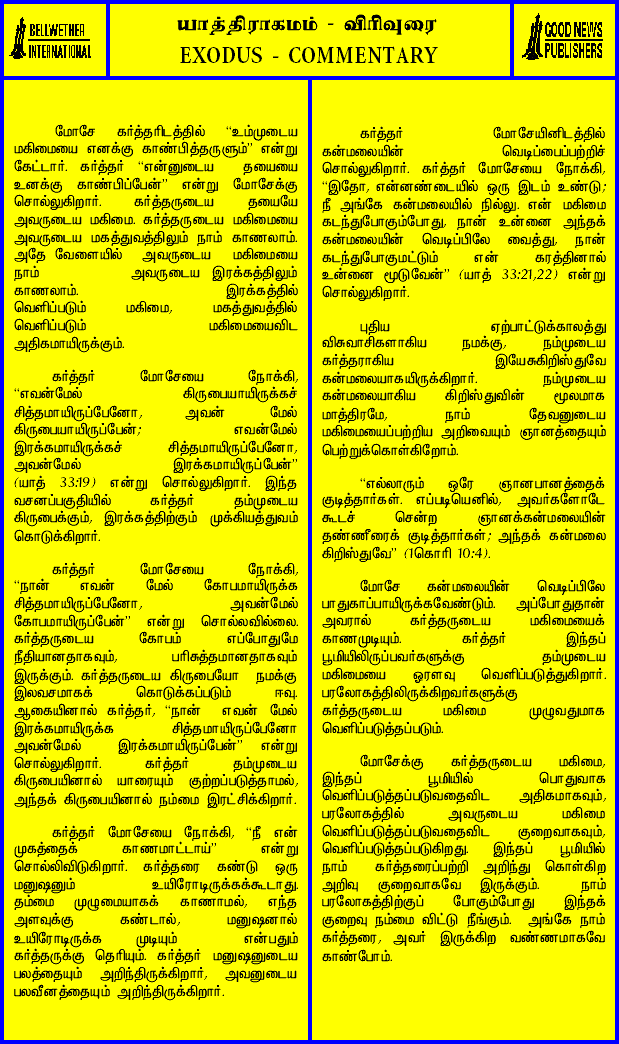 BELLWETHER
INTERNATIONAL
யாத்திராகமம் - விரிவுரை
EXODUS - COMMENTARY
GOOD NEWS
PUBLISHERS
மோசே கர்த்தரிடத்தில் “உம்முடைய
மகிமையை எனக்கு காண்பித்தருளும்” என்று
கேட்டார். கர்த்தர் “என்னுடைய தயையை
உனக்கு காண்பிப்பேன்” என்று மோசேக்கு
சொல்லுகிறார். கர்த்தருடைய தயையே
அவருடைய மகிமை. கர்த்தருடைய மகிமையை
அவருடைய மகத்துவத்திலும் நாம் காணலாம்.
அதே வேளையில் அவருடைய மகிமையை
நாம் அவருடைய இரக்கத்திலும்
காணலாம். இரக்கத்தில்
வெளிப்படும் மகிமை, மகத்துவத்தில்
வெளிப்படும் மகிமையைவிட
அதிகமாயிருக்கும்.
கர்த்தர் மோசேயை நோக்கி,
“எவன்மேல் கிருபையாயிருக்கச்
சித்தமாயிருப்பேனோ, அவன் மேல்
கிருபையாயிருப்பேன்; எவன்மேல்
இரக்கமாயிருக்கச் சித்தமாயிருப்பேனோ,
அவன்மேல் இரக்கமாயிருப்பேன்”
(யாத் 33:19) என்று சொல்லுகிறார். இந்த
வசனப்பகுதியில் கர்த்தர் தம்முடைய
கிருபைக்கும், இரக்கத்திற்கும் முக்கியத்துவம்
கொடுக்கிறார்.
கர்த்தர் மோசேயை நோக்கி,
“நான் எவன் மேல் கோபமாயிருக்க
சித்தமாயிருப்பேனோ, அவன்மேல்
கோபமாயிருப்பேன்” என்று சொல்லவில்லை.
கர்த்தருடைய கோபம் எப்போதுமே
நீதியானதாகவும், பரிசுத்தமானதாகவும்
இருக்கும். கர்த்தருடைய கிருபையோ நமக்கு
இலவசமாகக் கொடுக்கப்படும் ஈவு.
ஆகையினால் கர்த்தர், “நான் எவன் மேல்
இரக்கமாயிருக்க சித்தமாயிருப்பேனோ
அவன்மேல் இரக்கமாயிருப்பேன்” என்று
சொல்லுகிறார். கர்த்தர் தம்முடைய
கிருபையினால் யாரையும் குற்றப்படுத்தாமல்,
அந்தக் கிருபையினால் நம்மை இரட்சிக்கிறார்.
கர்த்தர் மோசேயை நோக்கி, “நீ என்
முகத்தைக் காணமாட்டாய்” என்று
சொல்லிவிடுகிறார். கர்த்தரை கண்டு ஒரு
மனுஷனும் உயிரோடிருக்கக்கூடாது.
தம்மை முழுமையாகக் காணாமல், எந்த
அளவுக்கு கண்டால், மனுஷனால்
உயிரோடிருக்க முடியும் என்பதும்
கர்த்தருக்கு தெரியும். கர்த்தர் மனுஷனுடைய
பலத்தையும் அறிந்திருக்கிறார், அவனுடைய
பலவீனத்தையும் அறிந்திருக்கிறார்.
கர்த்தர் மோசேயினிடத்தில்
கன்மலையின் வெடிப்பைப்பற்றிச்
சொல்லுகிறார். கர்த்தர் மோசேயை நோக்கி,
“இதோ, என்னண்டையில் ஒரு இடம் உண்டு;
நீ அங்கே கன்மலையில் நில்லு. என் மகிமை
கடந்துபோகும்போது, நான் உன்னை அந்தக்
கன்மலையின் வெடிப்பிலே வைத்து, நான்
கடந்துபோகுமட்டும் என் கரத்தினால்
உன்னை மூடுவேன்” (யாத் 33:21,22) என்று
சொல்லுகிறார்.
புதிய ஏற்பாட்டுக்காலத்து
விசுவாசிகளாகிய நமக்கு, நம்முடைய
கர்த்தராகிய இயேசுகிறிஸ்துவே
கன்மலையாகயிருக்கிறார். நம்முடைய
கன்மலையாகிய கிறிஸ்துவின் மூலமாக
மாத்திரமே, நாம் தேவனுடைய
மகிமையைப்பற்றிய அறிவையும் ஞானத்தையும்
பெற்றுக்கொள்கிறோம்.
“எல்லாரும் ஒரே ஞானபானத்தைக்
குடித்தார்கள். எப்படியெனில், அவர்களோடே
கூடச் சென்ற ஞானக்கன்மலையின்
தண்ணீரைக் குடித்தார்கள்; அந்தக் கன்மலை
கிறிஸ்துவே” (1கொரி 10:4).
மோசே கன்மலையின் வெடிப்பிலே
பாதுகாப்பாயிருக்கவேண்டும். அப்போதுதான்
அவரால் கர்த்தருடைய மகிமையைக்
காணமுடியும். கர்த்தர் இந்தப்
பூமியிலிருப்பவர்களுக்கு தம்முடைய
மகிமையை ஓரளவு வெளிப்படுத்துகிறார்.
பரலோகத்திலிருக்கிறவர்களுக்கு
கர்த்தருடைய மகிமை முழுவதுமாக
வெளிப்படுத்தப்படும்.
மோசேக்கு கர்த்தருடைய மகிமை,
இந்தப் பூமியில் பொதுவாக
வெளிப்படுத்தப்படுவதைவிட அதிகமாகவும்,
பரலோகத்தில் அவருடைய மகிமை
வெளிப்படுத்தப்படுவதைவிட குறைவாகவும்,
வெளிப்படுத்தப்படுகிறது. இந்தப் பூமியில்
நாம் கர்த்தரைப்பற்றி அறிந்து கொள்கிற
அறிவு குறைவாகவே இருக்கும். நாம்
பரலோகத்திற்குப் போகும்போது இந்தக்
குறைவு நம்மை விட்டு நீங்கும். அங்கே நாம்
கர்த்தரை, அவர் இருக்கிற வண்ணமாகவே
காண்போம்.